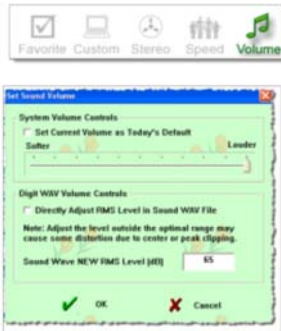 Favorite Custom Stereo Speed Volume
Set Sound Volume
System Volume Controls
Set Current Volume as Today's Default
Softer Louder
Digit WAV Volume Controls
Directly Adjust RMS Level in Sound WAV File
Note: Adjust the level outside the optimal range may
cause some distortion due to center or peak clipping.
Sound Wave NEW RMS Level (dB) 65
OK Cancel